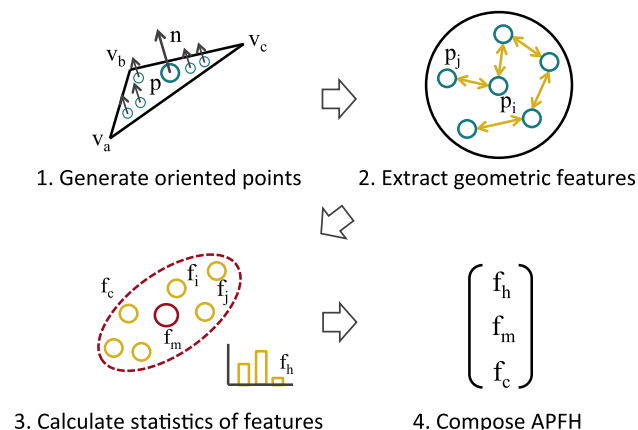 n
v_b
v_c
p
v_a
p_j
p_i
1. Generate oriented points
2. Extract geometric features
f_c
f_i
f_j
f_m
f_h
f_h
f_m
f_c
3. Calculate statistics of features
4. Compose APFH